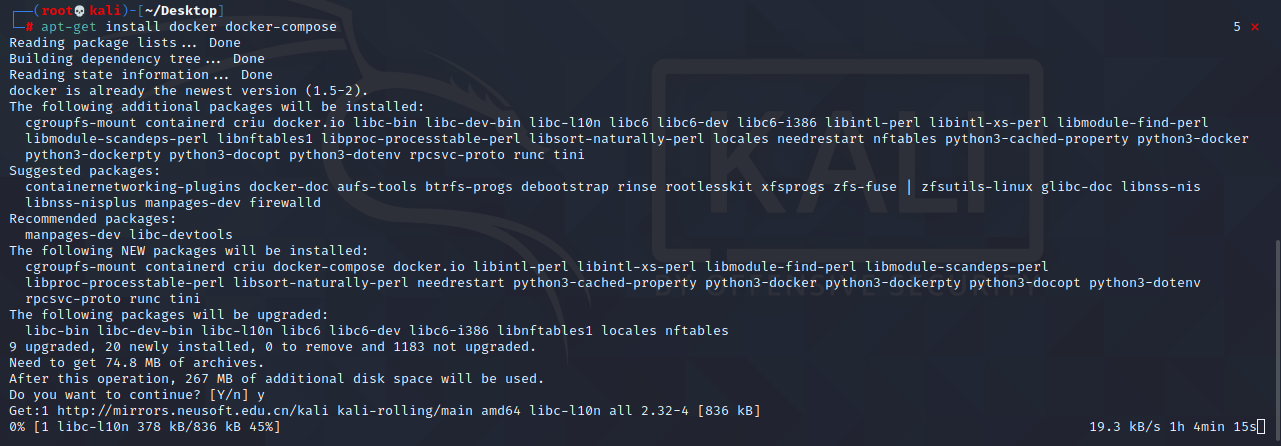 (root💀kali)-[~/Desktop]
# apt-get install docker docker-compose 5 ⨯
Reading package lists... Done
Building dependency tree... Done
Reading state information... Done
docker is already the newest version (1.5-2).
The following additional packages will be installed:
cgroupfs-mount containerd criu docker.io libc-bin libc-dev-bin libc-l10n libc6 libc6-dev libc6-i386 libintl-perl libintl-xs-perl libmodule-find-perl
libmodule-scandeps-perl libnftables1 libproc-processtable-perl libsort-naturally-perl locales needrestart nftables python3-cached-property python3-docker
python3-dockerpty python3-docopt python3-dotenv rpcsvc-proto runc tini
Suggested packages:
containernetworking-plugins docker-doc aufs-tools btrfs-progs debootstrap rinse rootlesskit xfsprogs zfs-fuse | zfsutils-linux glibc-doc libnss-nis
libnss-nisplus manpages-dev firewalld
Recommended packages:
manpages-dev libc-devtools
The following NEW packages will be installed:
cgroupfs-mount containerd criu docker-compose docker.io libintl-perl libintl-xs-perl libmodule-find-perl libmodule-scandeps-perl
libproc-processtable-perl libsort-naturally-perl needrestart python3-cached-property python3-docker python3-dockerpty python3-docopt python3-dotenv
rpcsvc-proto runc tini
The following packages will be upgraded:
libc-bin libc-dev-bin libc-l10n libc6 libc6-dev libc6-i386 libnftables1 locales nftables
9 upgraded, 20 newly installed, 0 to remove and 1183 not upgraded.
Need to get 74.8 MB of archives.
After this operation, 267 MB of additional disk space will be used.
Do you want to continue? [Y/n] y
Get:1 http://mirrors.neusoft.edu.cn/kali kali-rolling/main amd64 libc-l10n all 2.32-4 [836 kB]
0% [1 libc-l10n 378 kB/836 kB 45%] 19.3 kB/s 1h 4min 15s
KALI
BY OFFENSIVE SECURITY